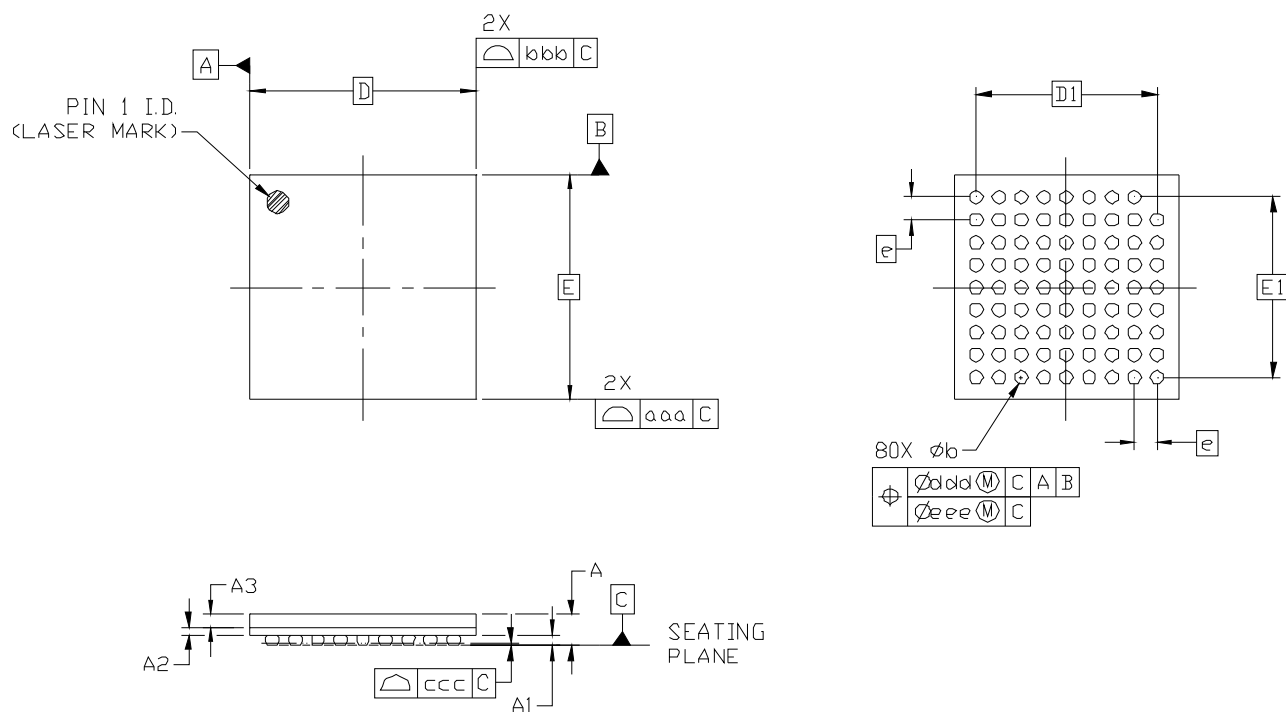 2X
bbb C
A
D
PIN 1 I.D.
(LASER MARK)
B
E
2X
aaa C
D1
e
E1
e
80X Øb
Øddd Ⓜ C A B
Øeee Ⓜ C
A3
A
C
SEATING
PLANE
A2
ccc C
A1